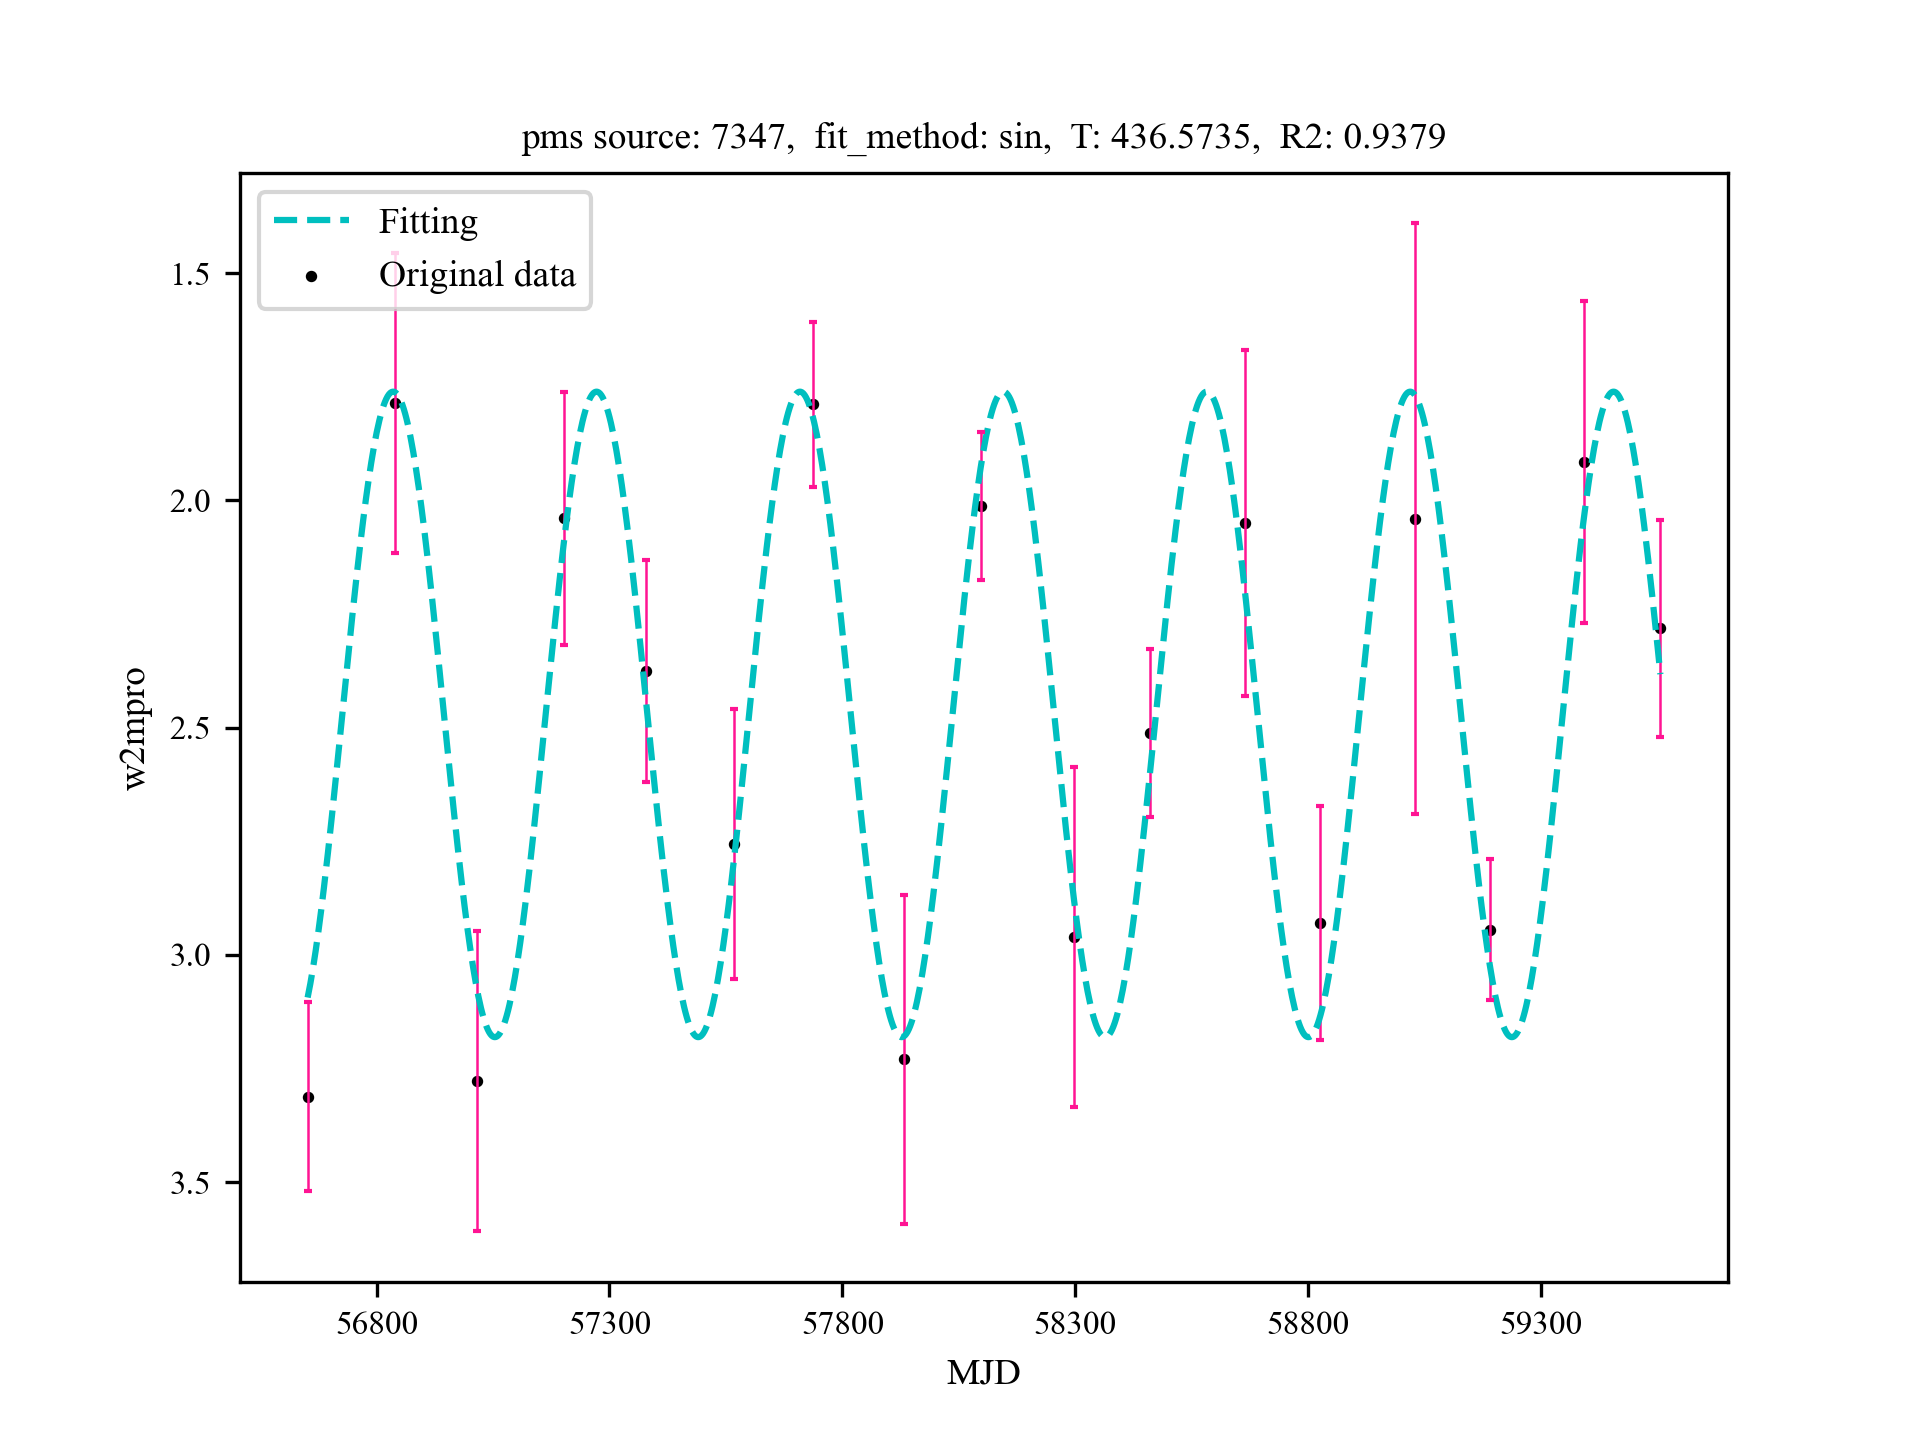 pms source: 7347,  fit_method: sin,  T: 436.5735,  R2: 0.9379
Fitting
Original data
1.5
2.0
2.5
3.0
3.5
w2mpro
56800
57300
57800
58300
58800
59300
MJD